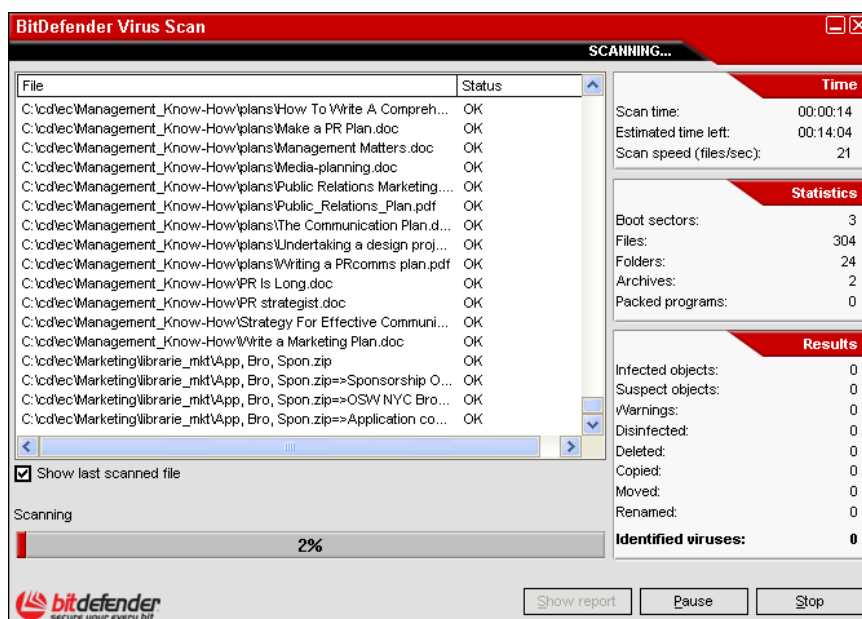 BitDefender Virus Scan
SCANNING...
File Status
C:\cd\ec\Management_Know-How\plans\How To Write A Compreh... OK
C:\cd\ec\Management_Know-How\plans\Make a PR Plan.doc OK
C:\cd\ec\Management_Know-How\plans\Management Matters.doc OK
C:\cd\ec\Management_Know-How\plans\Media-planning.doc OK
C:\cd\ec\Management_Know-How\plans\Public Relations Marketing.... OK
C:\cd\ec\Management_Know-How\plans\Public_Relations_Plan.pdf OK
C:\cd\ec\Management_Know-How\plans\The Communication Plan.d... OK
C:\cd\ec\Management_Know-How\plans\Undertaking a design proj... OK
C:\cd\ec\Management_Know-How\plans\Writing a PRcomms plan.pdf OK
C:\cd\ec\Management_Know-How\PR Is Long.doc OK
C:\cd\ec\Management_Know-How\PR strategist.doc OK
C:\cd\ec\Management_Know-How\Strategy For Effective Communi... OK
C:\cd\ec\Management_Know-How\Write a Marketing Plan.doc OK
C:\cd\ec\Marketing\librarie_mkt\App, Bro, Spon.zip OK
C:\cd\ec\Marketing\librarie_mkt\App, Bro, Spon.zip=>Sponsorship O... OK
C:\cd\ec\Marketing\librarie_mkt\App, Bro, Spon.zip=>OSW NYC Bro... OK
C:\cd\ec\Marketing\librarie_mkt\App, Bro, Spon.zip=>Application co... OK
Show last scanned file
Scanning
2%
Time
Scan time: 00:00:14
Estimated time left: 00:14:04
Scan speed (files/sec): 21
Statistics
Boot sectors: 3
Files: 304
Folders: 24
Archives: 2
Packed programs: 0
Results
Infected objects: 0
Suspect objects: 0
Warnings: 0
Disinfected: 0
Deleted: 0
Copied: 0
Moved: 0
Renamed: 0
Identified viruses: 0
bitdefender
secure your every bit
Show report Pause Stop